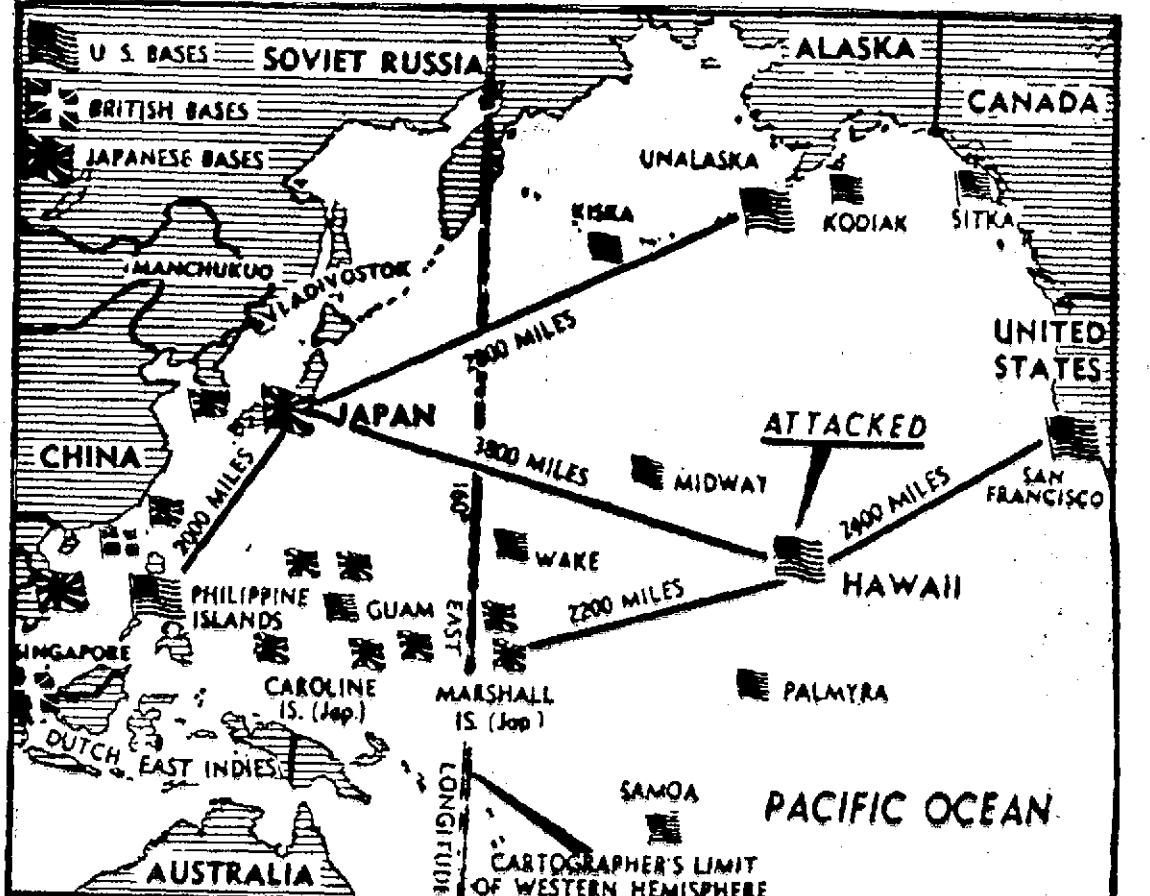 U S. BASES
BRITISH BASES
JAPANESE BASES
SOVIET RUSSIA
ALASKA
CANADA
UNALASKA
KISKA
KODIAK
SITKA
MANCHUKUO
VLADIVOSTOK
2800 MILES
UNITED
STATES
JAPAN
ATTACKED
CHINA
3800 MILES
2000 MILES
MIDWAY
SAN
FRANCISCO
2400 MILES
160°
WAKE
HAWAII
PHILIPPINE
ISLANDS
GUAM
2200 MILES
EAST
SINGAPORE
CAROLINE
IS. (Jap.)
MARSHALL
IS. (Jap)
PALMYRA
DUTCH
EAST INDIES
LONGITUDE
SAMOA
PACIFIC OCEAN
AUSTRALIA
CARTOGRAPHER'S LIMIT
OF WESTERN HEMISPHERE